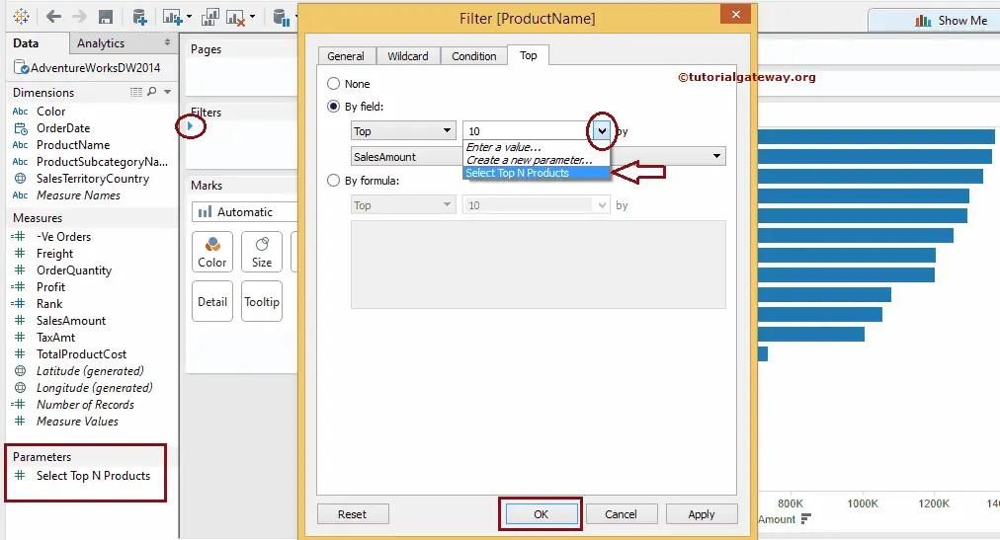 Filter [ProductName]
Show Me
Data
Analytics
AdventureWorksDW2014
Dimensions
Abc Color
OrderDate
Abc ProductName
Abc ProductSubcategoryNa...
SalesTerritoryCountry
Abc Measure Names
Measures
-Ve Orders
Freight
OrderQuantity
Profit
Rank
SalesAmount
TaxAmt
TotalProductCost
Latitude (generated)
Longitude (generated)
Number of Records
Measure Values
Parameters
Select Top N Products
Pages
Filters
Marks
Automatic
Color
Size
Detail
Tooltip
General
Wildcard
Condition
Top
None
By field:
Top
10
by
Enter a value...
Create a new parameter...
Select Top N Products
SalesAmount
By formula:
Top
10
by
Reset
OK
Cancel
Apply
©tutorialgateway.org
800K
1000K
1200K
Amount